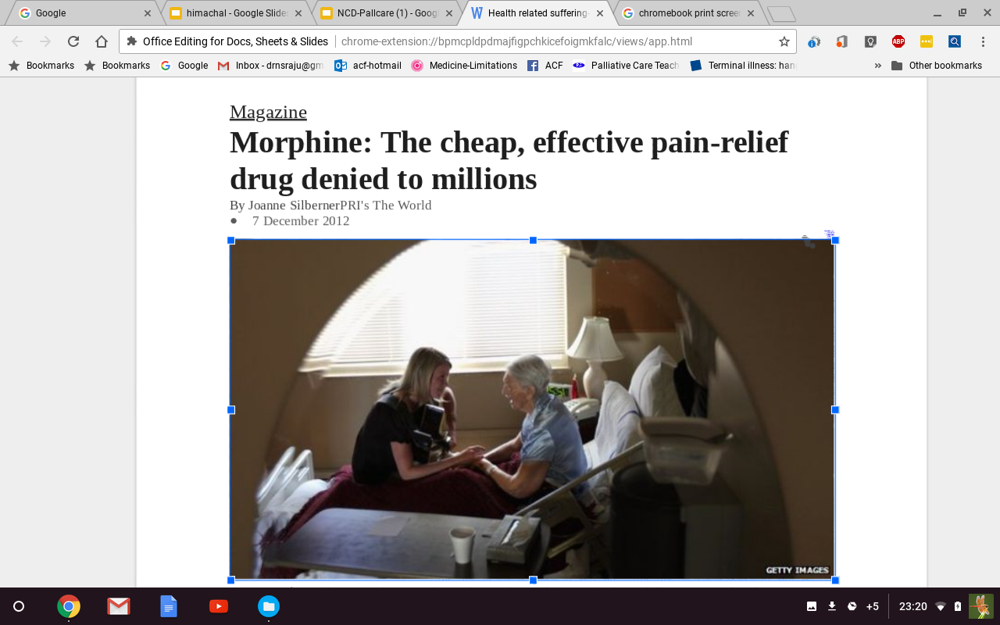 Google
himachal - Google Slide
NCD-Pallcare (1) - Goog
Health related suffering-
chromebook print screen
Office Editing for Docs, Sheets & Slides
chrome-extension://bpmcpldpdmajfigpchkicefoigmkfalc/views/app.html
ABP
Bookmarks
Bookmarks
Google
Inbox - drnsraju@gm
acf-hotmail
Medicine-Limitations
ACF
Palliative Care Teach
Terminal illness: han
»
Other bookmarks
Magazine
Morphine: The cheap, effective pain-relief
drug denied to millions
By Joanne SilbernerPRI's The World
● 7 December 2012
GETTY IMAGES
+5
23:20